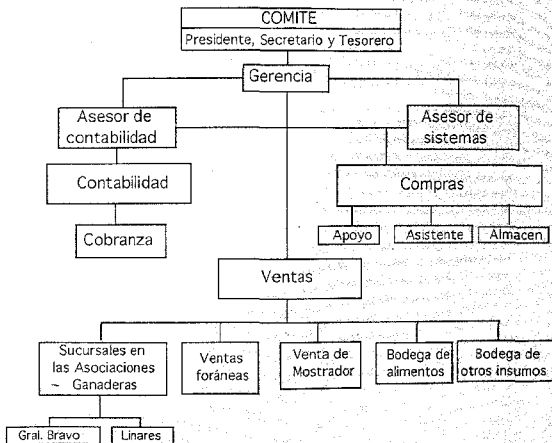 COMITE
Presidente, Secretario y Tesorero
Gerencia
Asesor de
contabilidad
Asesor de
sistemas
Contabilidad
Compras
Cobranza
Apoyo
Asistente
Almacen
Ventas
Sucursales en
las Asociaciones
Ganaderas
Ventas
foráneas
Venta de
Mostrador
Bodega de
alimentos
Bodega de
otros insumos
Gral. Bravo
Linares